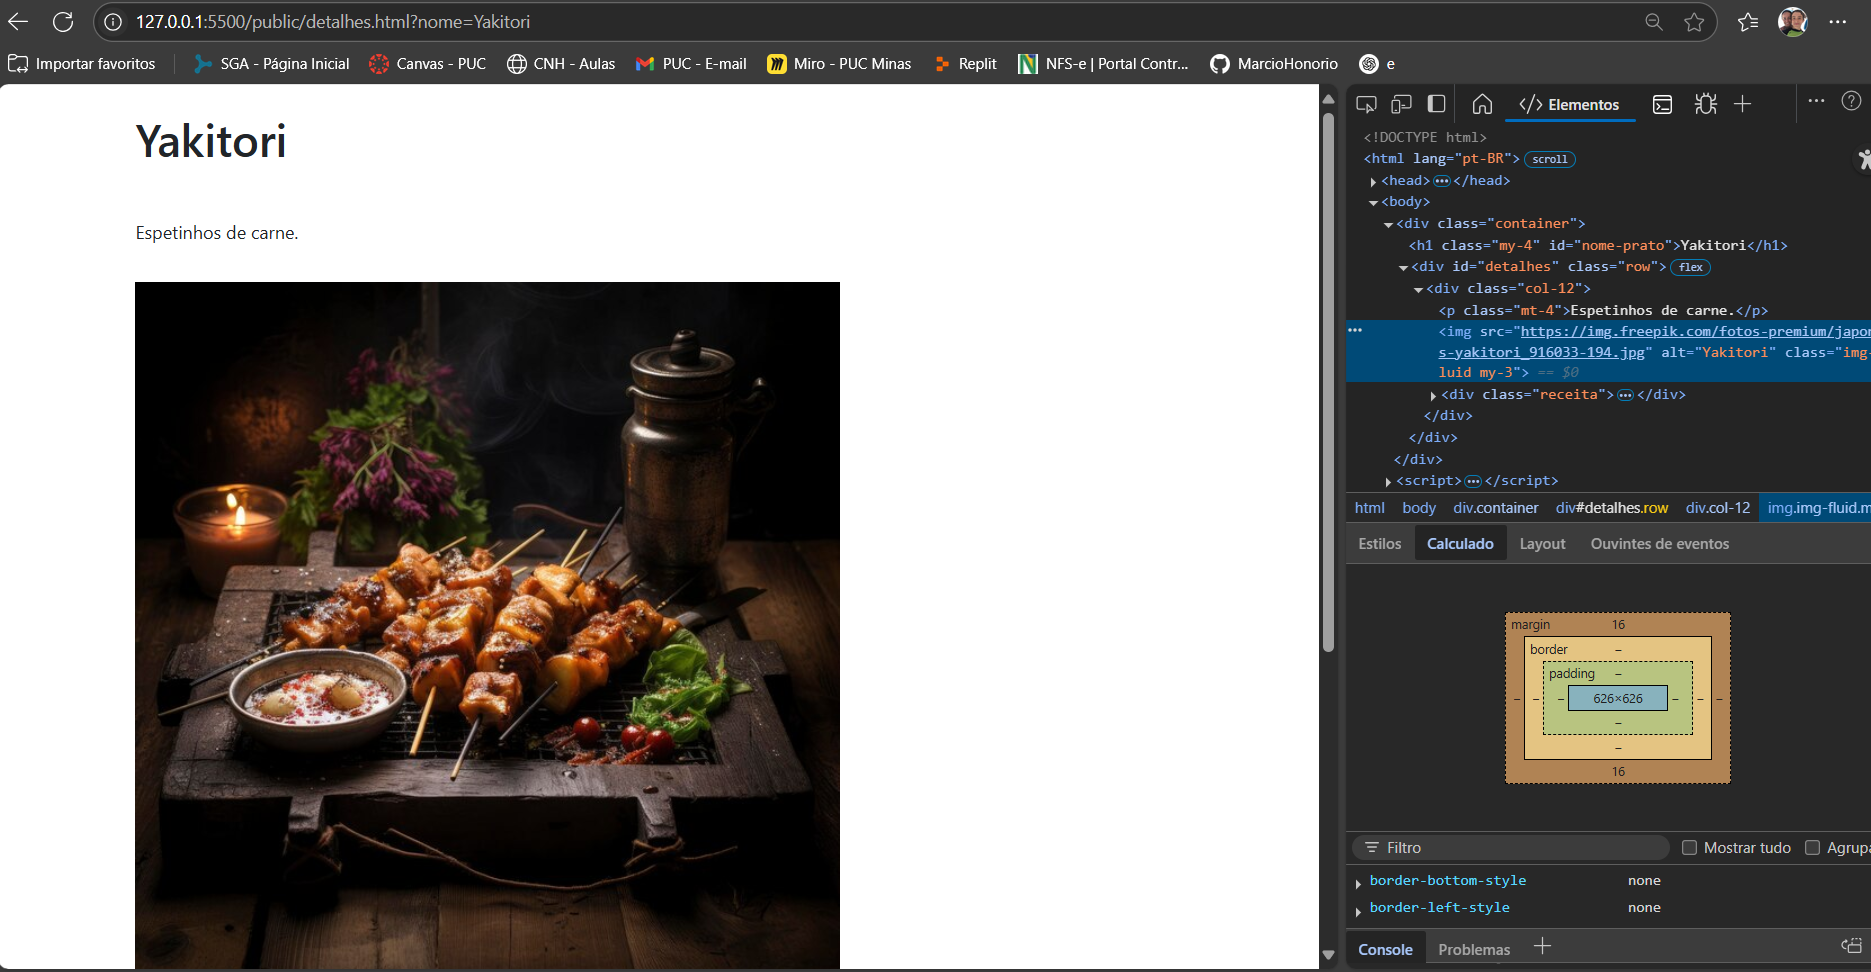 127.0.0.1:5500/public/detalhes.html?nome=Yakitori
Importar favoritos
SGA - Página Inicial
Canvas - PUC
CNH - Aulas
PUC - E-mail
Miro - PUC Minas
Replit
NFS-e | Portal Contr...
MarcioHonorio
e
Yakitori
Espetinhos de carne.
Elementos
<!DOCTYPE html>
<html lang="pt-BR"> scroll
<head>•••</head>
<body>
<div class="container">
<h1 class="my-4" id="nome-prato">Yakitori</h1>
<div id="detalhes" class="row"> flex
<div class="col-12">
<p class="mt-4">Espetinhos de carne.</p>
<img src="https://img.freepik.com/fotos-premium/japon
s-yakitori_916033-194.jpg" alt="Yakitori" class="img-
luid my-3"> == $0
<div class="receita">•••</div>
</div>
</div>
</div>
<script>•••</script>
html body div.container div#detalhes.row div.col-12 img.img-fluid.m
Estilos Calculado Layout Ouvintes de eventos
margin 16
border –
padding –
– – – 626×626 – – –
–
–
16
Filtro Mostrar tudo Agrupa
border-bottom-style none
border-left-style none
Console Problemas